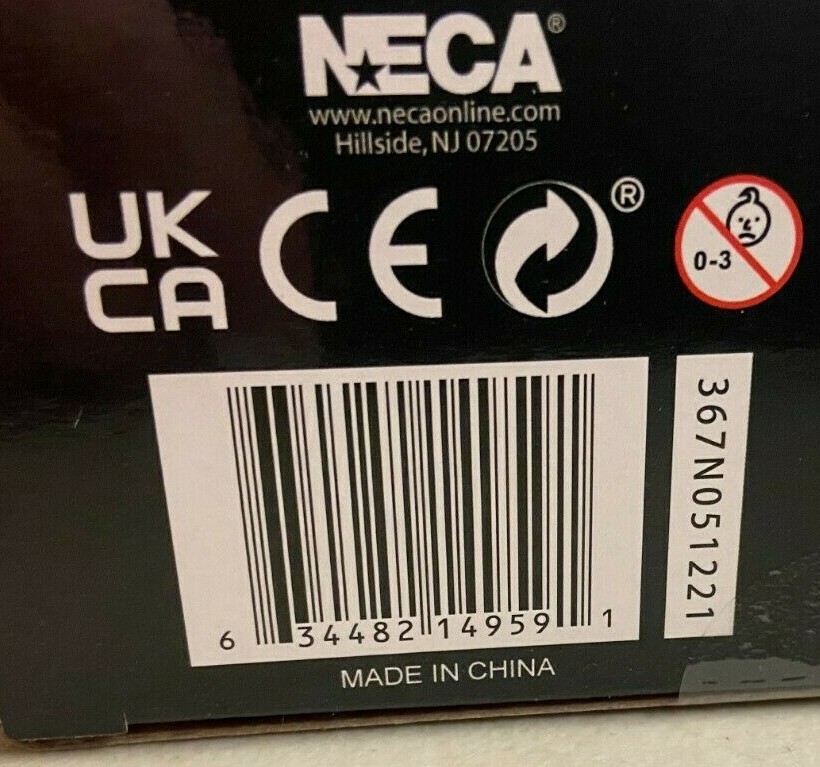 NECA®
www.necaonline.com
Hillside, NJ 07205
UK
CA
CE
®
0-3
6 34482 14959 1
367N051221
MADE IN CHINA